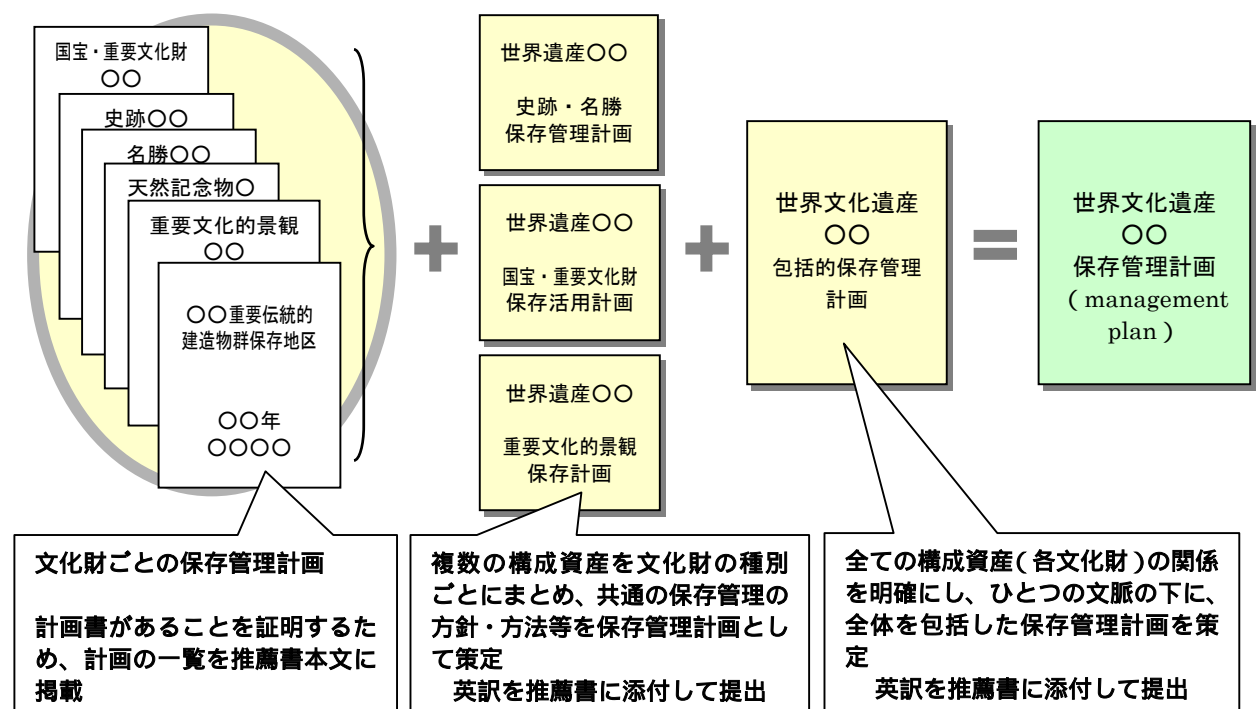 国宝・重要文化財
〇〇
史跡〇〇
名勝〇〇
天然記念物〇
重要文化的景観
〇〇
〇〇重要伝統的
建造物群保存地区
〇〇年
〇〇〇〇
世界遺産〇〇
史跡・名勝
保存管理計画
世界遺産〇〇
国宝・重要文化財
保存活用計画
世界遺産〇〇
重要文化的景観
保存計画
世界文化遺産
〇〇
包括的保存管理
計画
世界文化遺産
〇〇
保存管理計画
(management
plan)
文化財ごとの保存管理計画
計画書があることを証明するた
め、計画の一覧を推薦書本文に
掲載
複数の構成資産を文化財の種別
ごとにまとめ、共通の保存管理の
方針・方法等を保存管理計画とし
て策定
英訳を推薦書に添付して提出
全ての構成資産(各文化財)の関係
を明確にし、ひとつの文脈の下に、
全体を包括した保存管理計画を策
定
英訳を推薦書に添付して提出